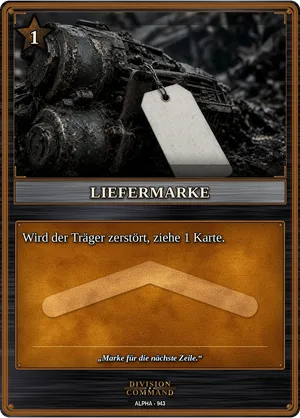 1
LIEFERMARKE
Wird der Träger zerstört, ziehe 1 Karte.
„Marke für die nächste Zeile.“
DIVISION
COMMAND
ALPHA - 943